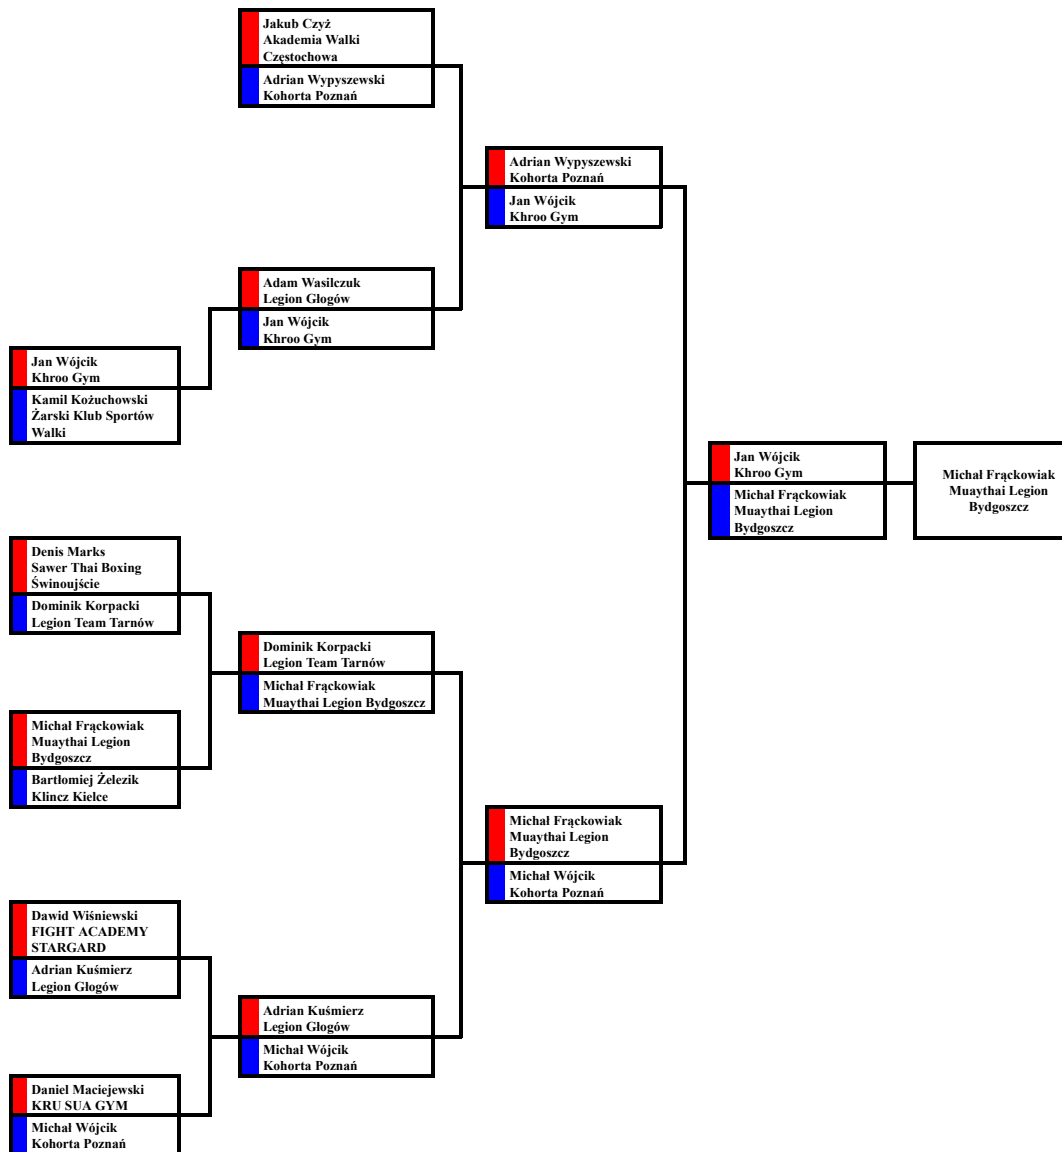 Jakub Czyż
Akademia Walki
Częstochowa
Adrian Wypyszewski
Kohorta Poznań
Adrian Wypyszewski
Kohorta Poznań
Jan Wójcik
Khroo Gym
Adam Wasilczuk
Legion Głogów
Jan Wójcik
Khroo Gym
Jan Wójcik
Khroo Gym
Kamil Kożuchowski
Żarski Klub Sportów
Walki
Jan Wójcik
Khroo Gym
Michał Frąckowiak
Muaythai Legion
Bydgoszcz
Michał Frąckowiak
Muaythai Legion
Bydgoszcz
Denis Marks
Sawer Thai Boxing
Świnoujście
Dominik Korpacki
Legion Team Tarnów
Dominik Korpacki
Legion Team Tarnów
Michał Frąckowiak
Muaythai Legion Bydgoszcz
Michał Frąckowiak
Muaythai Legion
Bydgoszcz
Bartłomiej Żelezik
Klincz Kielce
Michał Frąckowiak
Muaythai Legion
Bydgoszcz
Michał Wójcik
Kohorta Poznań
Dawid Wiśniewski
FIGHT ACADEMY
STARGARD
Adrian Kuśmierz
Legion Głogów
Adrian Kuśmierz
Legion Głogów
Michał Wójcik
Kohorta Poznań
Daniel Maciejewski
KRU SUA GYM
Michał Wójcik
Kohorta Poznań